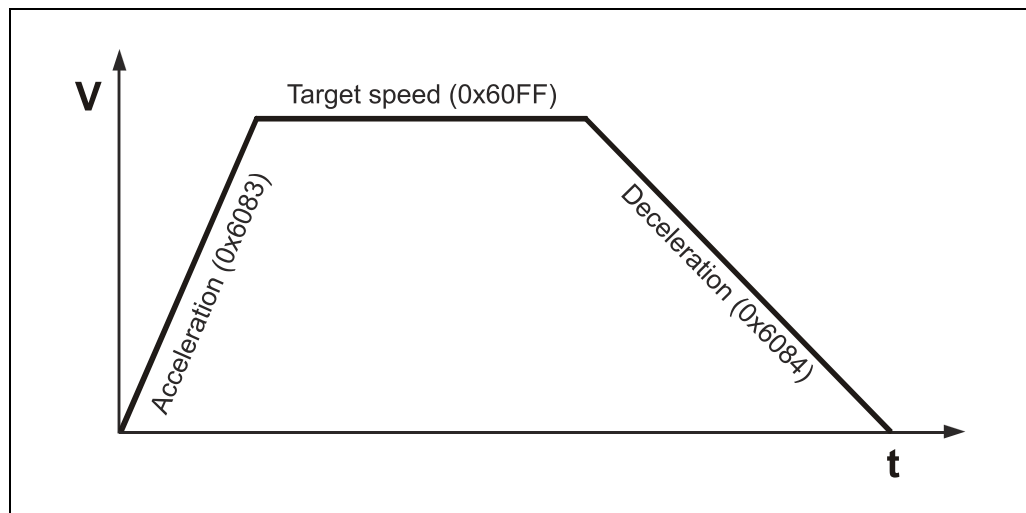 V
Target speed (0x60FF)
Acceleration (0x6083)
Deceleration (0x6084)
t